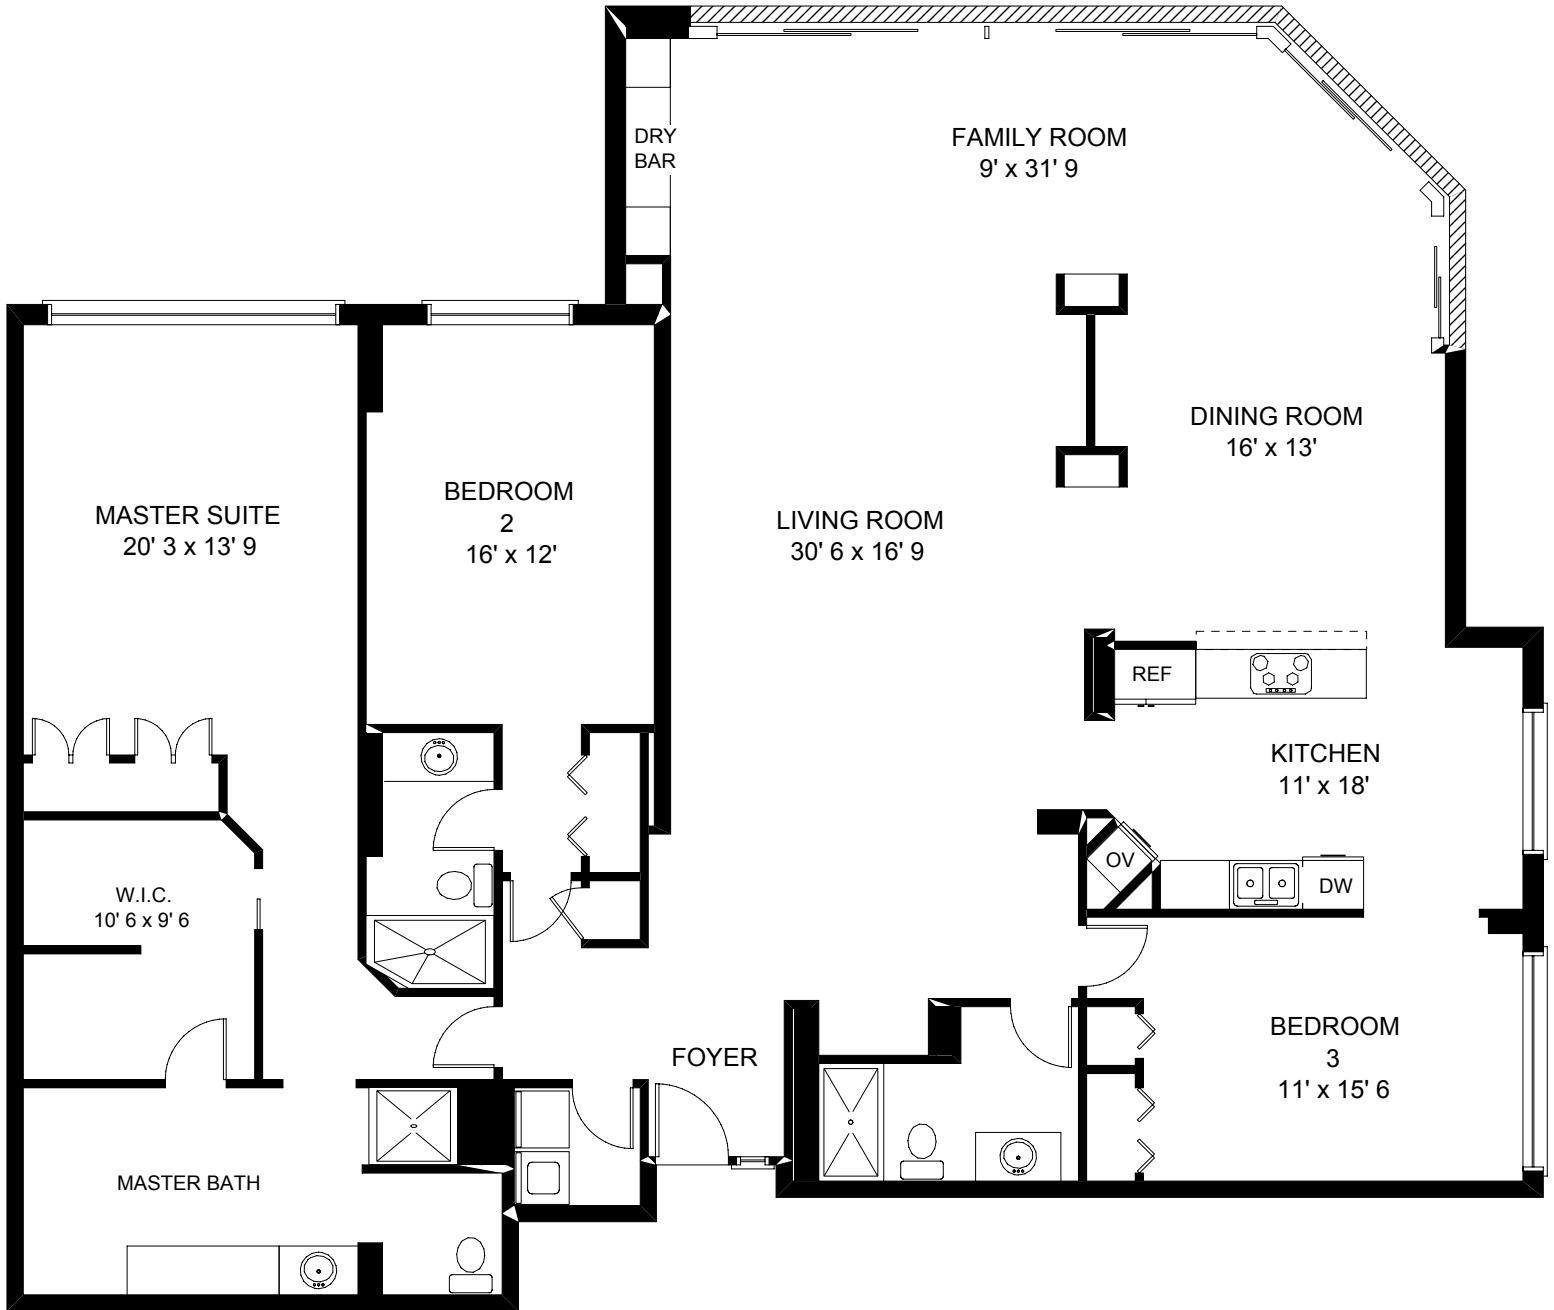 DRY
BAR
FAMILY ROOM
9' x 31' 9
DINING ROOM
16' x 13'
BEDROOM
2
16' x 12'
MASTER SUITE
20' 3 x 13' 9
LIVING ROOM
30' 6 x 16' 9
REF
KITCHEN
11' x 18'
OV
DW
W.I.C.
10' 6 x 9' 6
FOYER
BEDROOM
3
11' x 15' 6
MASTER BATH